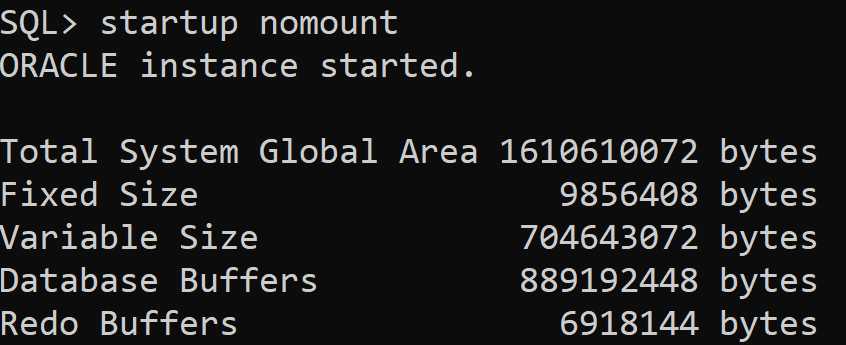 SQL> startup nomount
ORACLE instance started.
Total System Global Area 1610610072 bytes
Fixed Size 9856408 bytes
Variable Size 704643072 bytes
Database Buffers 889192448 bytes
Redo Buffers 6918144 bytes